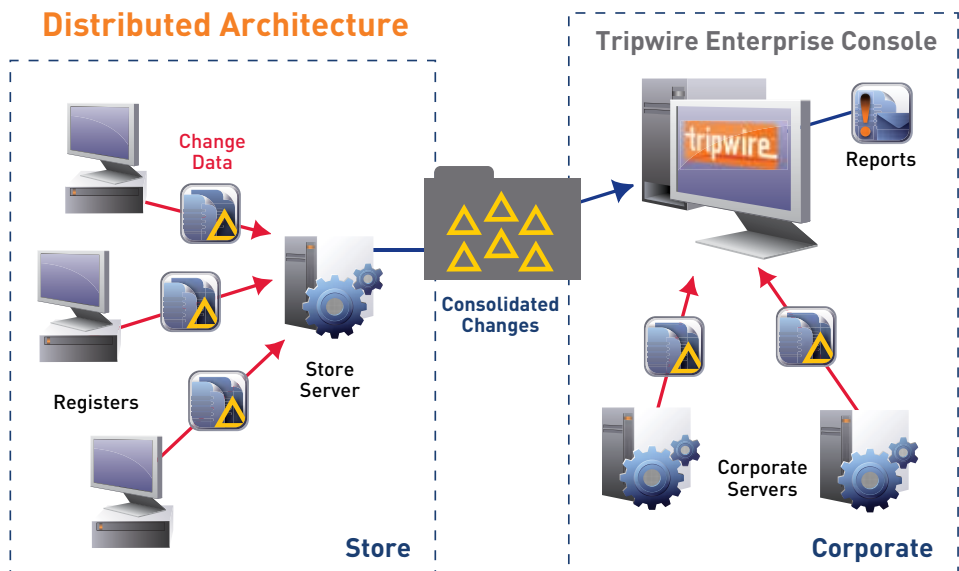 Distributed Architecture
Tripwire Enterprise Console
Change
Data
tripwire
Reports
Consolidated
Changes
Store
Server
Registers
Corporate
Servers
Store
Corporate